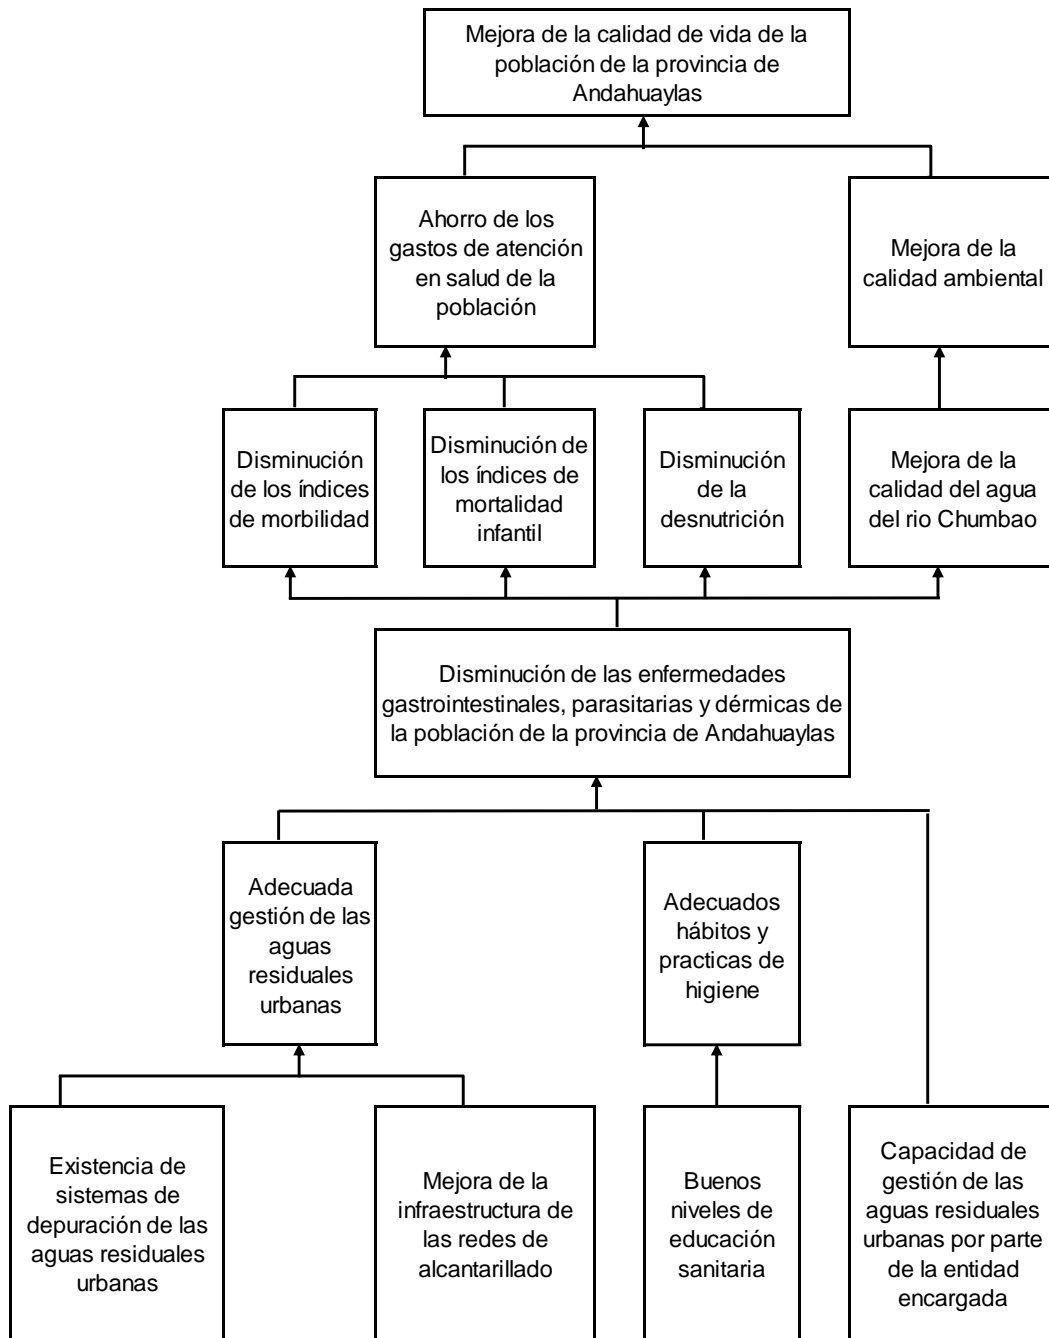 Mejora de la calidad de vida de la
población de la provincia de
Andahuaylas
Ahorro de los
gastos de atención
en salud de la
población
Mejora de la
calidad ambiental
Disminución
de los índices
de morbilidad
Disminución de
los índices de
mortalidad
infantil
Disminución
de la
desnutrición
Mejora de la
calidad del agua
del rio Chumbao
Disminución de las enfermedades
gastrointestinales, parasitarias y dérmicas de
la población de la provincia de Andahuaylas
Adecuada
gestión de las
aguas
residuales
urbanas
Adecuados
hábitos y
practicas de
higiene
Existencia de
sistemas de
depuración de las
aguas residuales
urbanas
Mejora de la
infraestructura de
las redes de
alcantarillado
Buenos
niveles de
educación
sanitaria
Capacidad de
gestión de las
aguas residuales
urbanas por parte
de la entidad
encargada